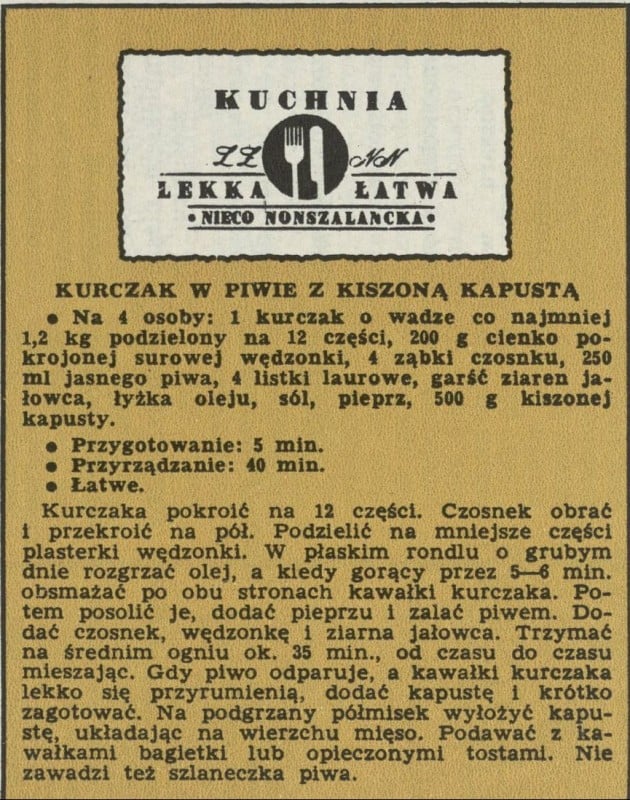 KUCHNIA
ŁŻ NN
LEKKA ŁATWA
• NIECO NONSZALANCKA •
KURCZAK W PIWIE Z KISZONĄ KAPUSTĄ
● Na 4 osoby: 1 kurczak o wadze co najmniej
1,2 kg podzielony na 12 części, 200 g cienko po-
krojonej surowej wędzonki, 4 ząbki czosnku, 250
ml jasnego piwa, 4 listki laurowe, garść ziaren ja-
łowca, łyżka oleju, sól, pieprz, 500 g kiszonej
kapusty.
● Przygotowanie: 5 min.
● Przyrządzanie: 40 min.
● Łatwe.
Kurczaka pokroić na 12 części. Czosnek obrać
i przekroić na pół. Podzielić na mniejsze części
plasterki wędzonki. W płaskim rondlu o grubym
dnie rozgrzać olej, a kiedy gorący przez 5—6 min.
obsmażać po obu stronach kawałki kurczaka. Po-
tem posolić je, dodać pieprzu i zalać piwem. Do-
dać czosnek, wędzonkę i ziarna jałowca. Trzymać
na średnim ogniu ok. 35 min., od czasu do czasu
mieszając. Gdy piwo odparuje, a kawałki kurczaka
lekko się przyrumienią, dodać kapustę i krótko
zagotować. Na podgrzany półmisek wyłożyć kapu-
stę, układając na wierzchu mięso. Podawać z ka-
wałkami bagietki lub opieczonymi tostami. Nie
zawadzi też szlaneczka piwa.